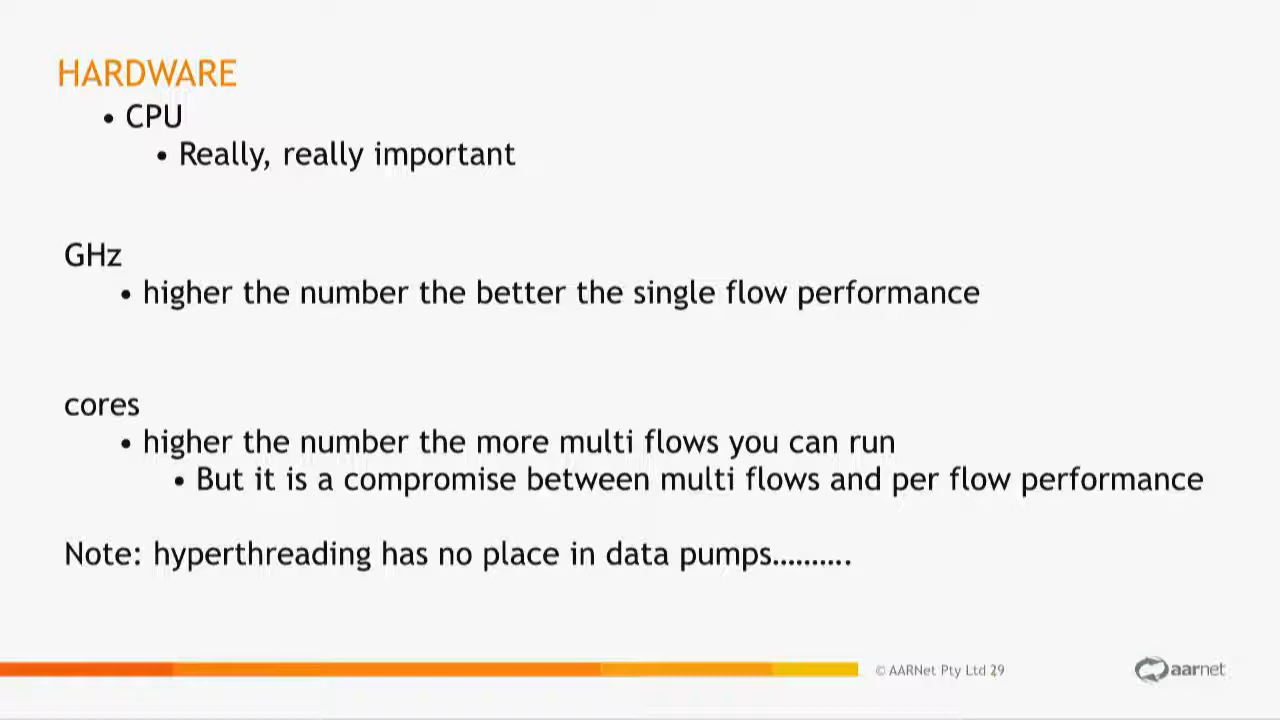 HARDWARE
• CPU
• Really, really important
GHz
• higher the number the better the single flow performance
cores
• higher the number the more multi flows you can run
• But it is a compromise between multi flows and per flow performance
Note: hyperthreading has no place in data pumps..........
© AARNet Pty Ltd 29
aarnet